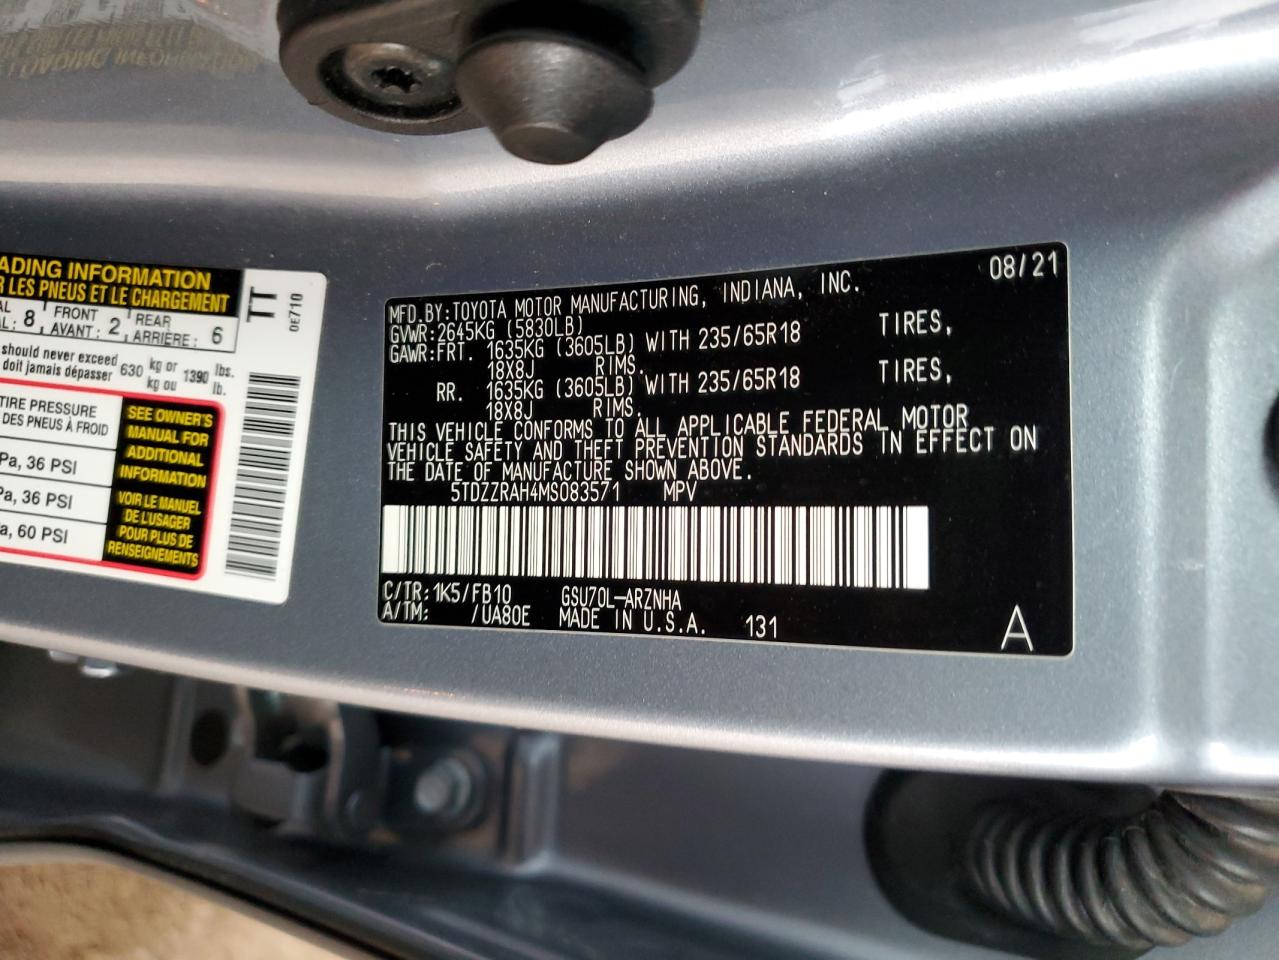 ADING INFORMATION
R LES PNEUS ET LE CHARGEMENT
AL : 8 FRONT AVANT : 2 REAR ARRIÈRE : 6
should never exceed 630 kg or 1390 lbs.
doit jamais dépasser kg ou lb.
TIRE PRESSURE
DES PNEUS À FROID
Pa, 36 PSI
Pa, 36 PSI
a, 60 PSI
SEE OWNER'S
MANUAL FOR
ADDITIONAL
INFORMATION
VOIR LE MANUEL
DE L'USAGER
POUR PLUS DE
RENSEIGNEMENTS
TT
0E710
MFD.BY:TOYOTA MOTOR MANUFACTURING, INDIANA, INC. 08/21
GVWR:2645KG (5830LB)
GAWR:FRT. 1635KG (3605LB) WITH 235/65R18 TIRES,
18X8J RIMS.
RR. 1635KG (3605LB) WITH 235/65R18 TIRES,
18X8J RIMS.
THIS VEHICLE CONFORMS TO ALL APPLICABLE FEDERAL MOTOR
VEHICLE SAFETY AND THEFT PREVENTION STANDARDS IN EFFECT ON
THE DATE OF MANUFACTURE SHOWN ABOVE.
5TDZZRAH4MS083571 MPV
C/TR: 1K5/FB10 GSU70L-ARZNHA
A/TM: /UA80E MADE IN U.S.A. 131
A